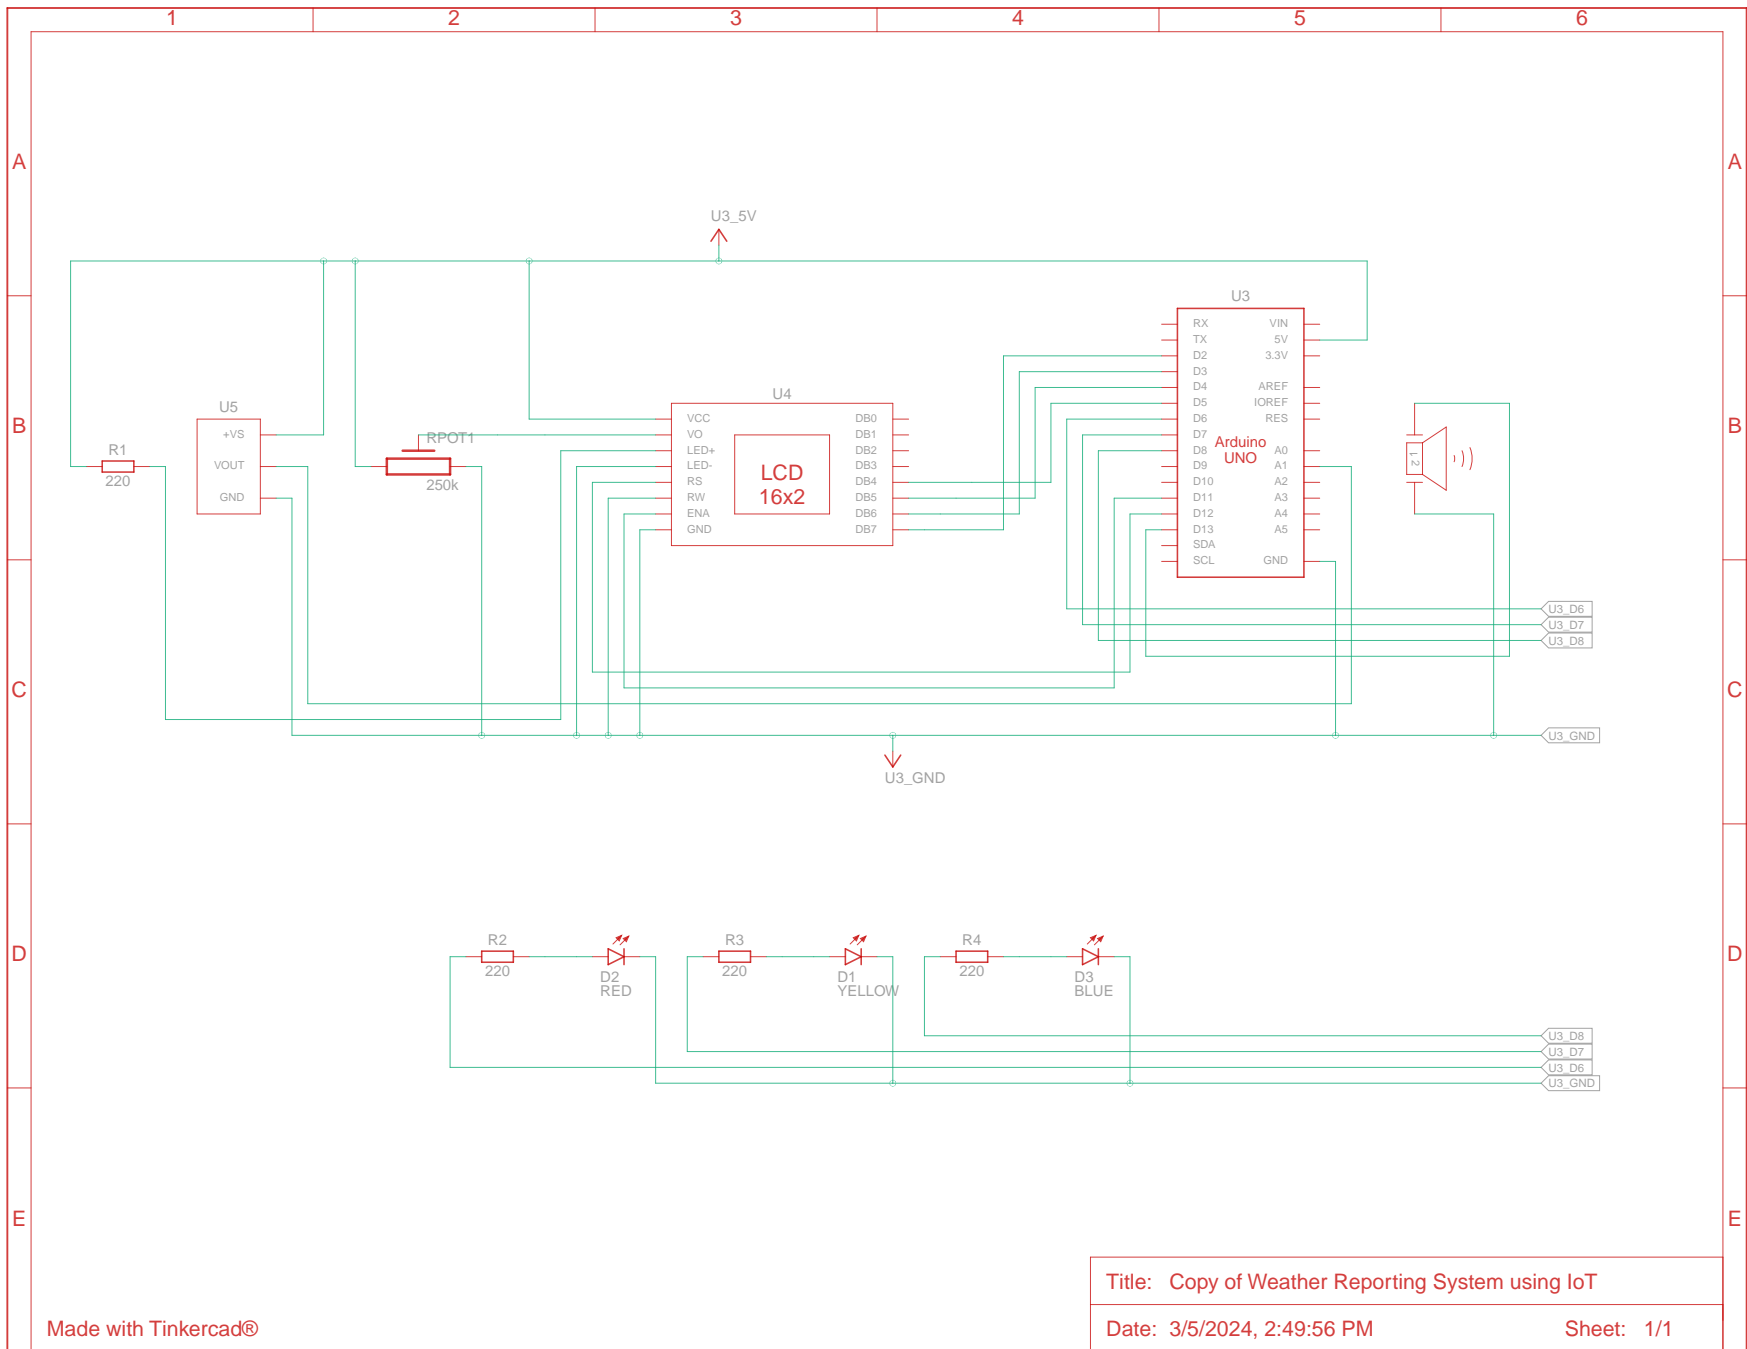 1 2 3 4 5 6
A A
U3_5V
U3
RX VIN
TX 5V
D2 3.3V
D3
D4 AREF
D5 IOREF
D6 RES
D7
D8 A0
D9 A1
D10 A2
D11 A3
D12 A4
D13 A5
SDA
SCL GND
Arduino
UNO
U4
VCC DB0
VO DB1
LED+ DB2
LED- DB3
RS DB4
RW DB5
ENA DB6
GND DB7
LCD
16x2
B B
U5
+VS
VOUT
GND
R1
220
RPOT1
250k
U3_D6
U3_D7
U3_D8
C C
U3_GND
U3_GND
D D
R2
220
D2
RED
R3
220
D1
YELLOW
R4
220
D3
BLUE
U3_D8
U3_D7
U3_D6
U3_GND
E E
Title: Copy of Weather Reporting System using IoT
Made with Tinkercad®
Date: 3/5/2024, 2:49:56 PM Sheet: 1/1